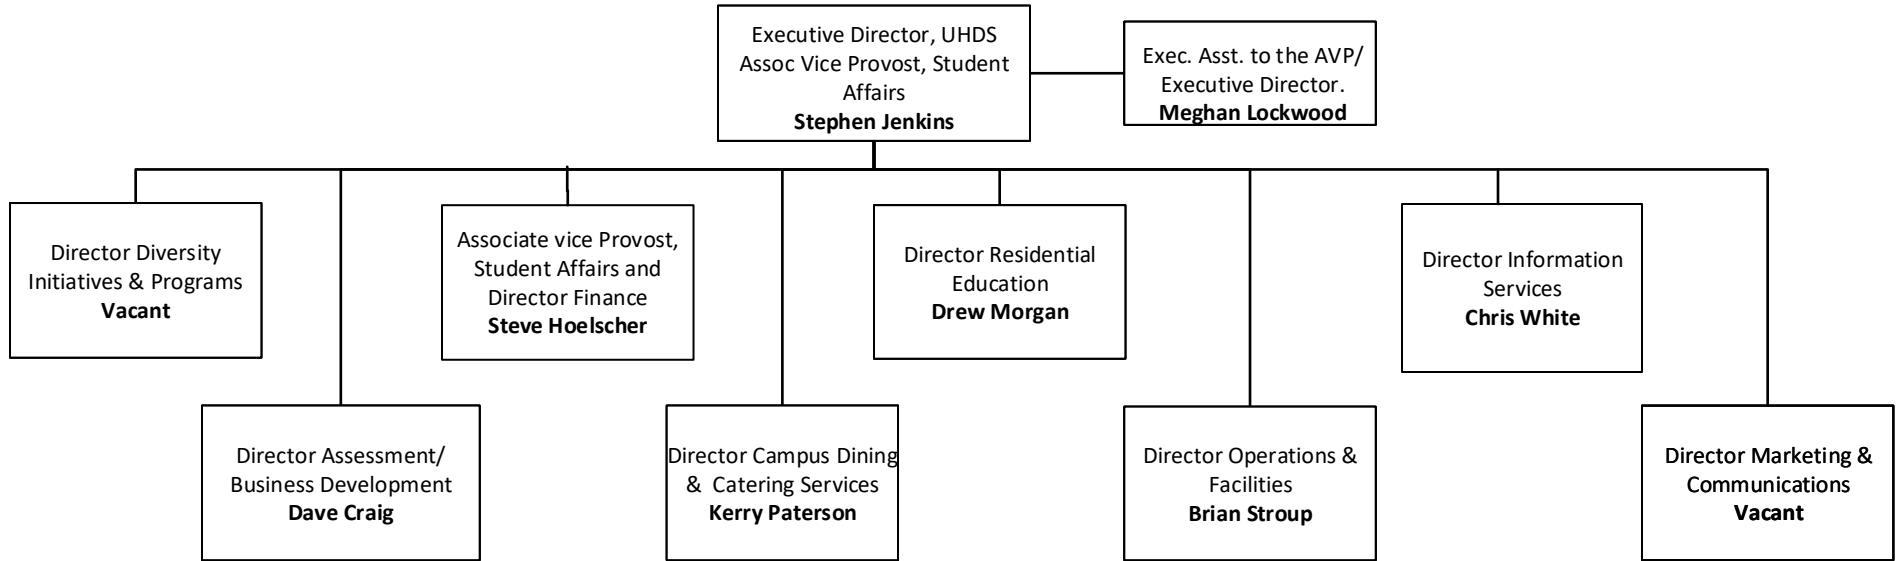 Executive Director, UHDS
Assoc Vice Provost, Student
Affairs
Stephen Jenkins
Exec. Asst. to the AVP/
Executive Director.
Meghan Lockwood
Director Diversity
Initiatives & Programs
Vacant
Associate vice Provost,
Student Affairs and
Director Finance
Steve Hoelscher
Director Residential
Education
Drew Morgan
Director Information
Services
Chris White
Director Assessment/
Business Development
Dave Craig
Director Campus Dining
& Catering Services
Kerry Paterson
Director Operations &
Facilities
Brian Stroup
Director Marketing &
Communications
Vacant